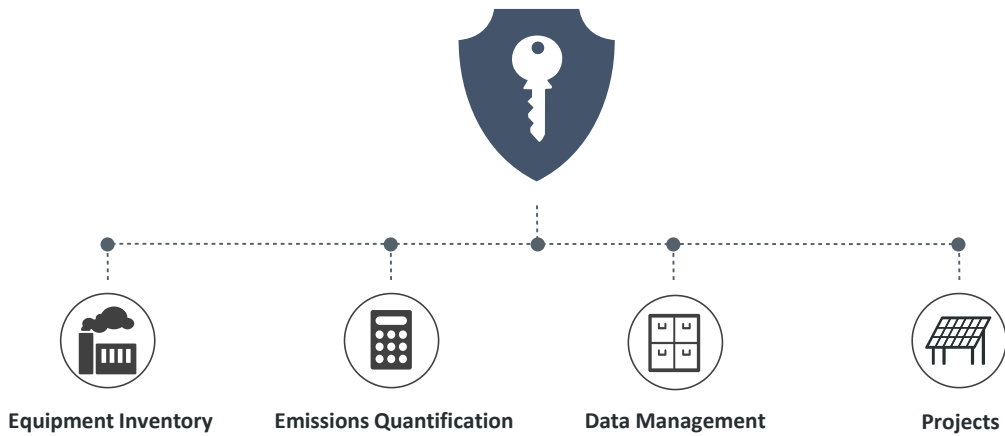 Equipment Inventory
Emissions Quantification
Data Management
Projects